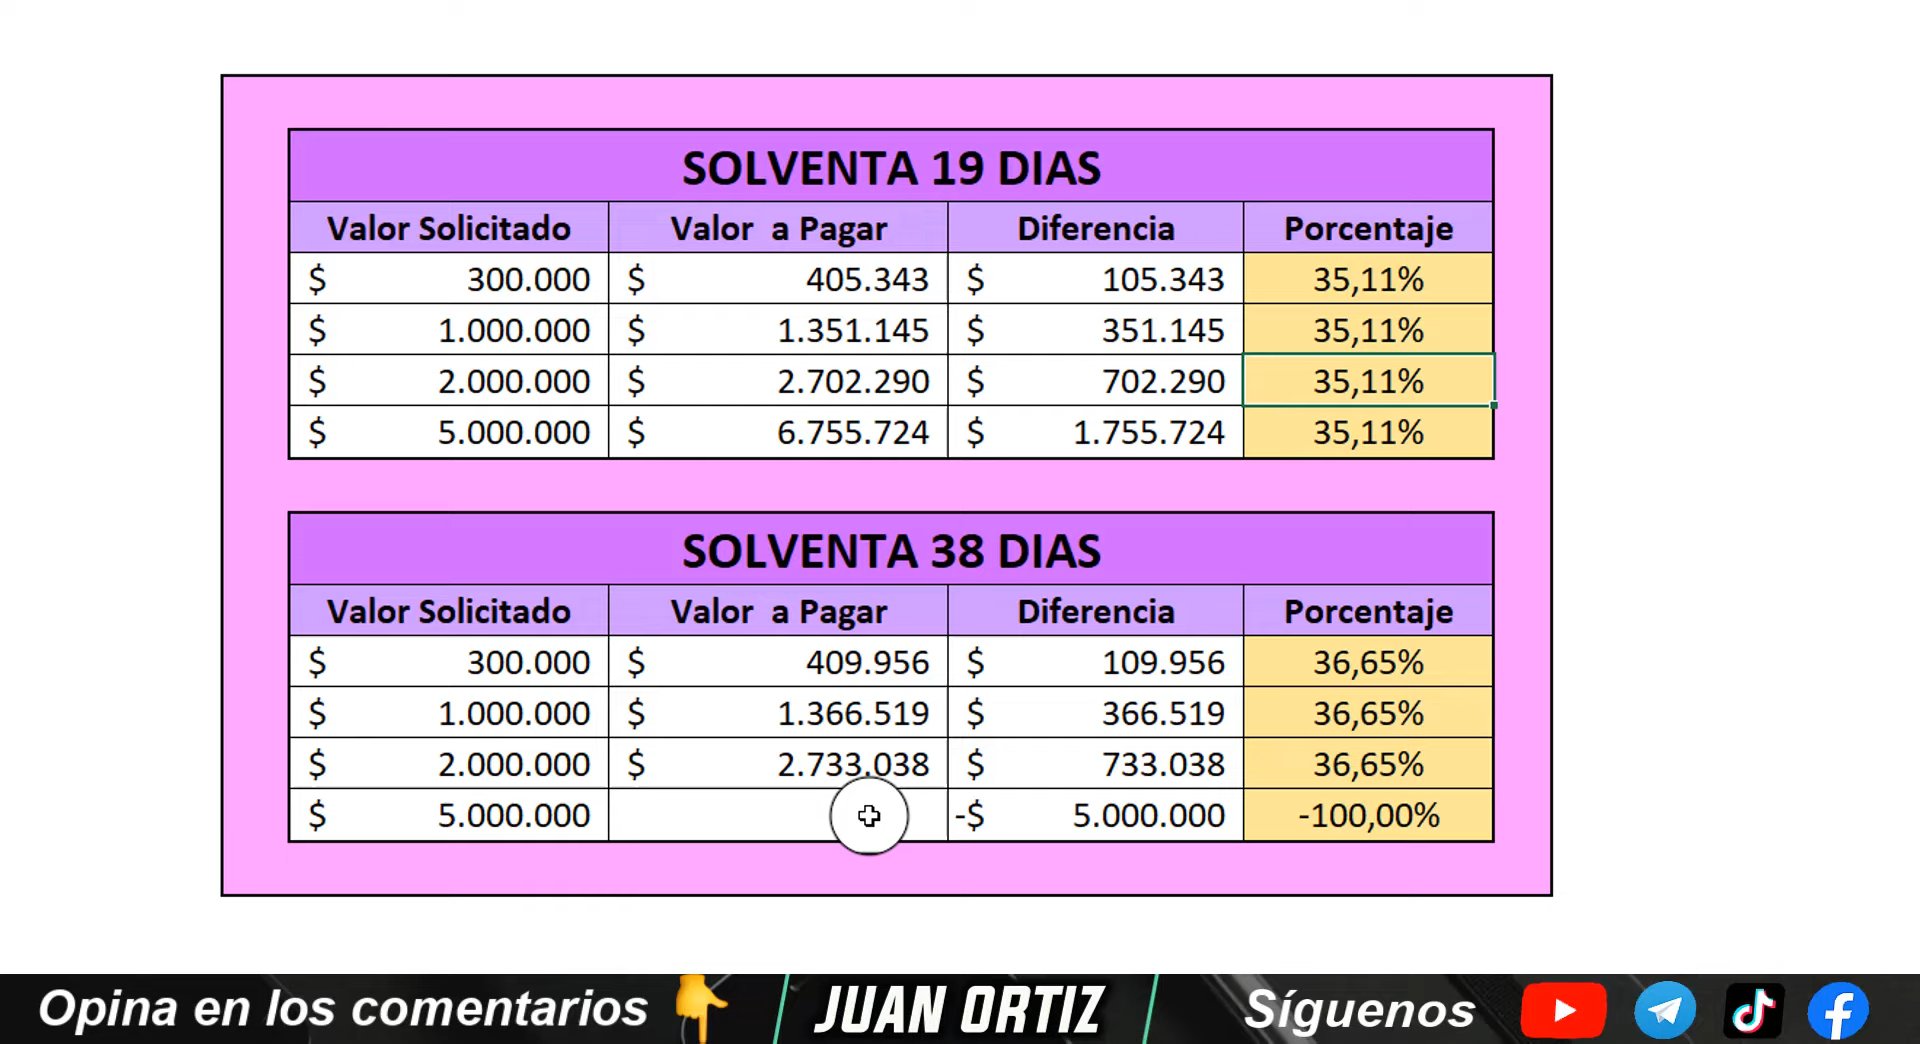 SOLVENTA 19 DIAS
Valor Solicitado Valor a Pagar Diferencia Porcentaje
$ 300.000 $ 405.343 $ 105.343 35,11%
$ 1.000.000 $ 1.351.145 $ 351.145 35,11%
$ 2.000.000 $ 2.702.290 $ 702.290 35,11%
$ 5.000.000 $ 6.755.724 $ 1.755.724 35,11%
SOLVENTA 38 DIAS
Valor Solicitado Valor a Pagar Diferencia Porcentaje
$ 300.000 $ 409.956 $ 109.956 36,65%
$ 1.000.000 $ 1.366.519 $ 366.519 36,65%
$ 2.000.000 $ 2.733.038 $ 733.038 36,65%
$ 5.000.000 -$ 5.000.000 -100,00%
Opina en los comentarios JUAN ORTIZ Síguenos